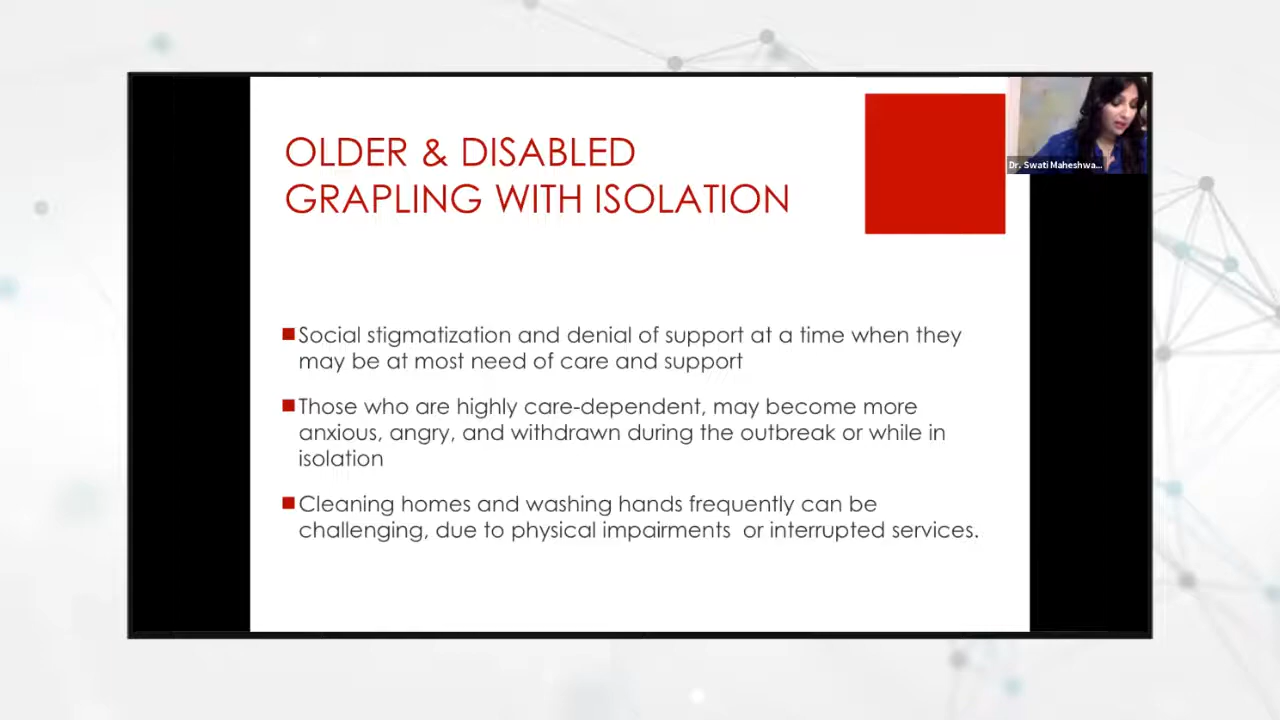 OLDER & DISABLED
GRAPLING WITH ISOLATION
Dr. Swati Maheshwa...
Social stigmatization and denial of support at a time when they
may be at most need of care and support
Those who are highly care-dependent, may become more
anxious, angry, and withdrawn during the outbreak or while in
isolation
Cleaning homes and washing hands frequently can be
challenging, due to physical impairments  or interrupted services.